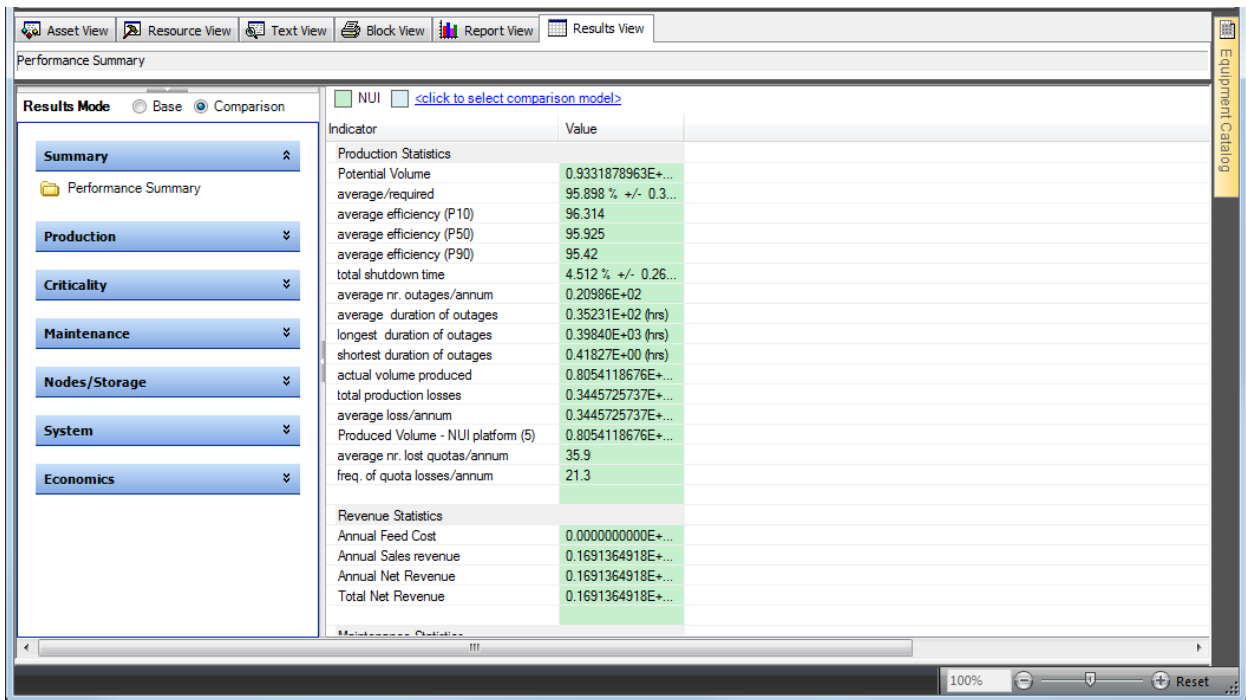 Asset View Resource View Text View Block View Report View Results View
Performance Summary
Equipment Catalog
Results Mode Base Comparison
Summary
Performance Summary
Production
Criticality
Maintenance
Nodes/Storage
System
Economics
NUI <click to select comparison model>
Indicator Value
Production Statistics
Potential Volume 0.9331878963E+...
average/required 95.898 % +/- 0.3...
average efficiency (P10) 96.314
average efficiency (P50) 95.925
average efficiency (P90) 95.42
total shutdown time 4.512 % +/- 0.26...
average nr. outages/annum 0.20986E+02
average duration of outages 0.35231E+02 (hrs)
longest duration of outages 0.39840E+03 (hrs)
shortest duration of outages 0.41827E+00 (hrs)
actual volume produced 0.8054118676E+...
total production losses 0.3445725737E+...
average loss/annum 0.3445725737E+...
Produced Volume - NUI platform (5) 0.8054118676E+...
average nr. lost quotas/annum 35.9
freq. of quota losses/annum 21.3
Revenue Statistics
Annual Feed Cost 0.0000000000E+...
Annual Sales revenue 0.1691364918E+...
Annual Net Revenue 0.1691364918E+...
Total Net Revenue 0.1691364918E+...
Maintenance Statistics
100% Reset